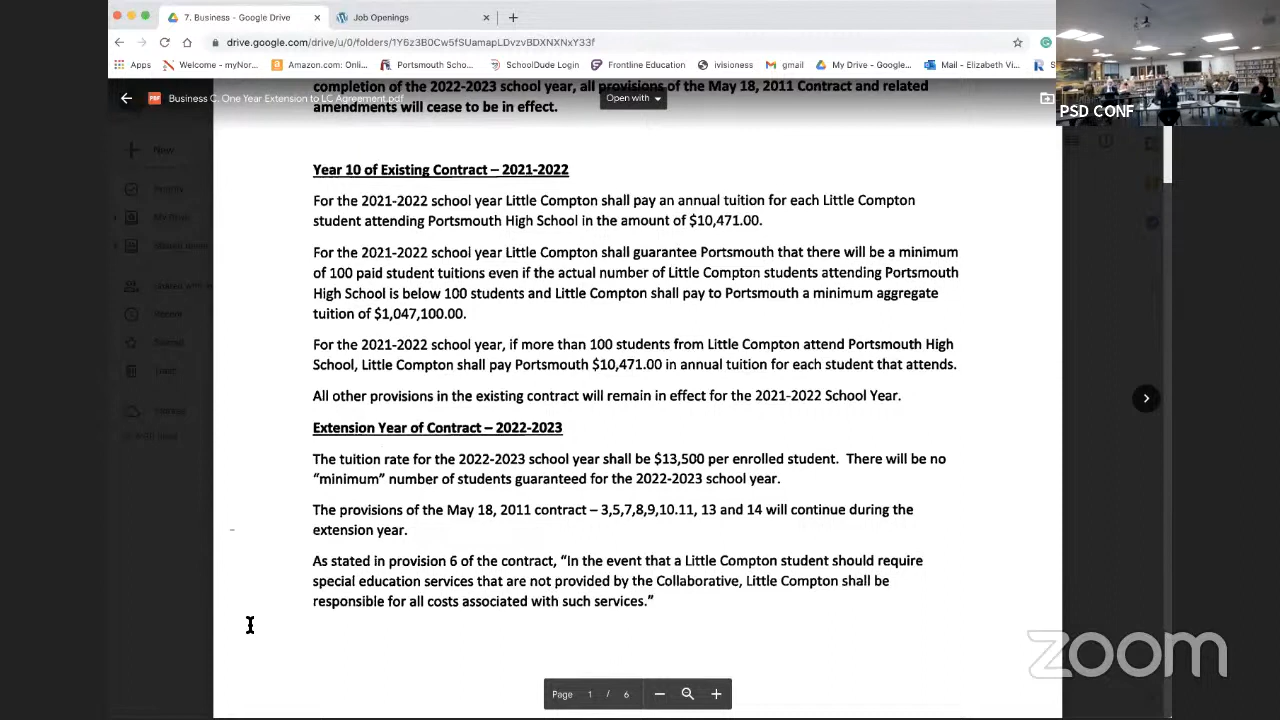 7. Business - Google Drive
Job Openings
drive.google.com/drive/u/0/folders/1Y6z3B0Cw5fSUamapLDvzvBDXNXNxY33f
Apps Welcome - myNor... Amazon.com: Onli... Portsmouth Scho... SchoolDude Login Frontline Education ivisioness gmail My Drive - Google... Mail - Elizabeth Vi...
PSD CONF
completion of the 2022-2023 school year, all provisions of the May 18, 2011 Contract and related
Business C. One Year Extension to LC Agreement.pdf
Open with
amendments will cease to be in effect.
New
Year 10 of Existing Contract – 2021-2022
For the 2021-2022 school year Little Compton shall pay an annual tuition for each Little Compton
student attending Portsmouth High School in the amount of $10,471.00.
For the 2021-2022 school year Little Compton shall guarantee Portsmouth that there will be a minimum
of 100 paid student tuitions even if the actual number of Little Compton students attending Portsmouth
High School is below 100 students and Little Compton shall pay to Portsmouth a minimum aggregate
tuition of $1,047,100.00.
For the 2021-2022 school year, if more than 100 students from Little Compton attend Portsmouth High
School, Little Compton shall pay Portsmouth $10,471.00 in annual tuition for each student that attends.
All other provisions in the existing contract will remain in effect for the 2021-2022 School Year.
Extension Year of Contract – 2022-2023
The tuition rate for the 2022-2023 school year shall be $13,500 per enrolled student. There will be no
“minimum” number of students guaranteed for the 2022-2023 school year.
The provisions of the May 18, 2011 contract – 3,5,7,8,9,10.11, 13 and 14 will continue during the
extension year.
As stated in provision 6 of the contract, “In the event that a Little Compton student should require
special education services that are not provided by the Collaborative, Little Compton shall be
responsible for all costs associated with such services.”
zoom
Page 1 / 6